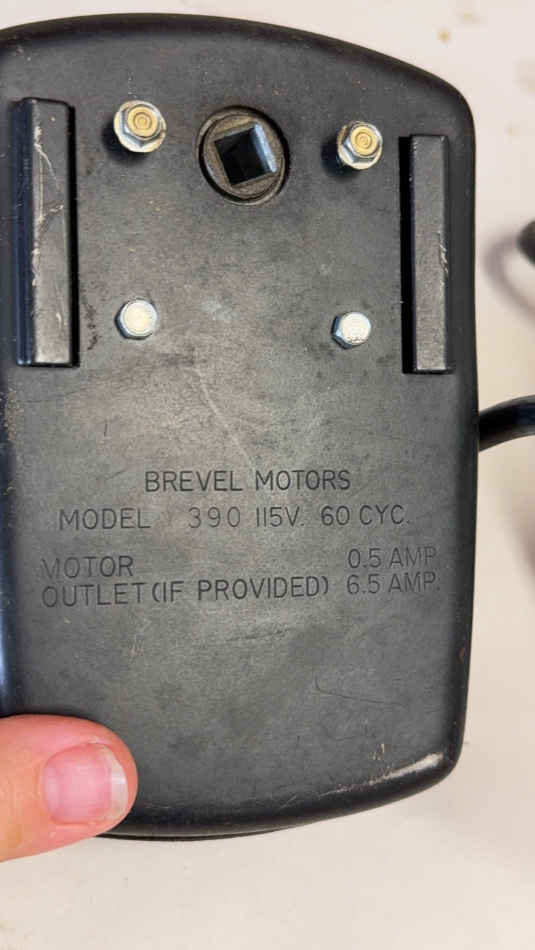 BREVEL MOTORS
MODEL 390 115V. 60 CYC.
MOTOR 0.5 AMP.
OUTLET (IF PROVIDED) 6.5 AMP.